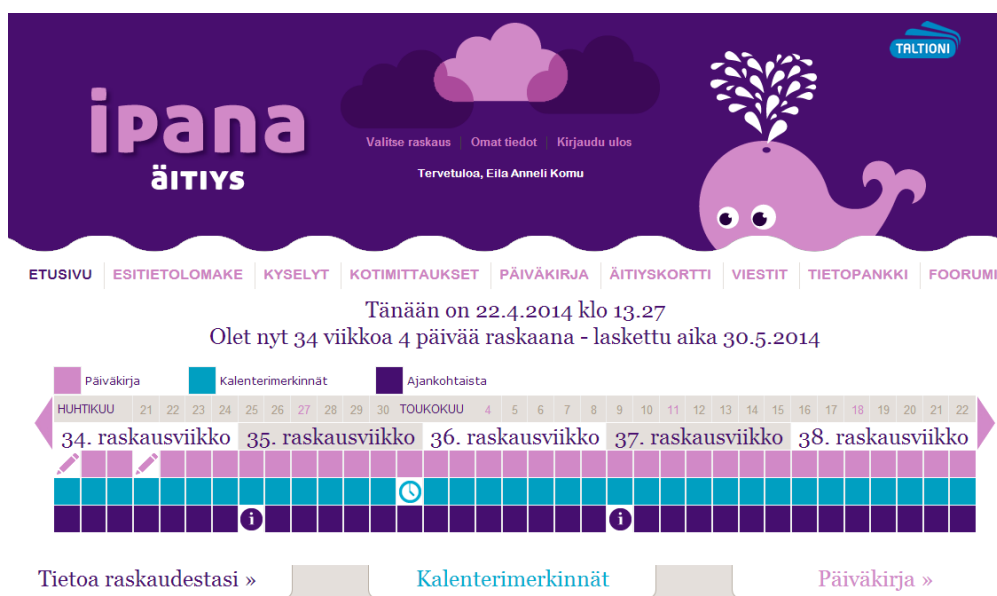 TALTIONI
ipana
äitiys
Valitse raskaus | Omat tiedot | Kirjaudu ulos
Tervetuloa, Eila Anneli Komu
ETUSIVU ESITIETOLOMAKE KYSELYT KOTIMITTAUKSET PÄIVÄKIRJA ÄITIYSKORTTI VIESTIT TIETOPANKKI FOORUMI
Tänään on 22.4.2014 klo 13.27
Olet nyt 34 viikkoa 4 päivää raskaana - laskettu aika 30.5.2014
Päiväkirja Kalenterimerkinnät Ajankohtaista
HUHTIKUU 21 22 23 24 25 26 27 28 29 30 TOUKOKUU 4 5 6 7 8 9 10 11 12 13 14 15 16 17 18 19 20 21 22
34. raskausviikko 35. raskausviikko 36. raskausviikko 37. raskausviikko 38. raskausviikko
Tietoa raskaudestasi » Kalenterimerkinnät Päiväkirja »